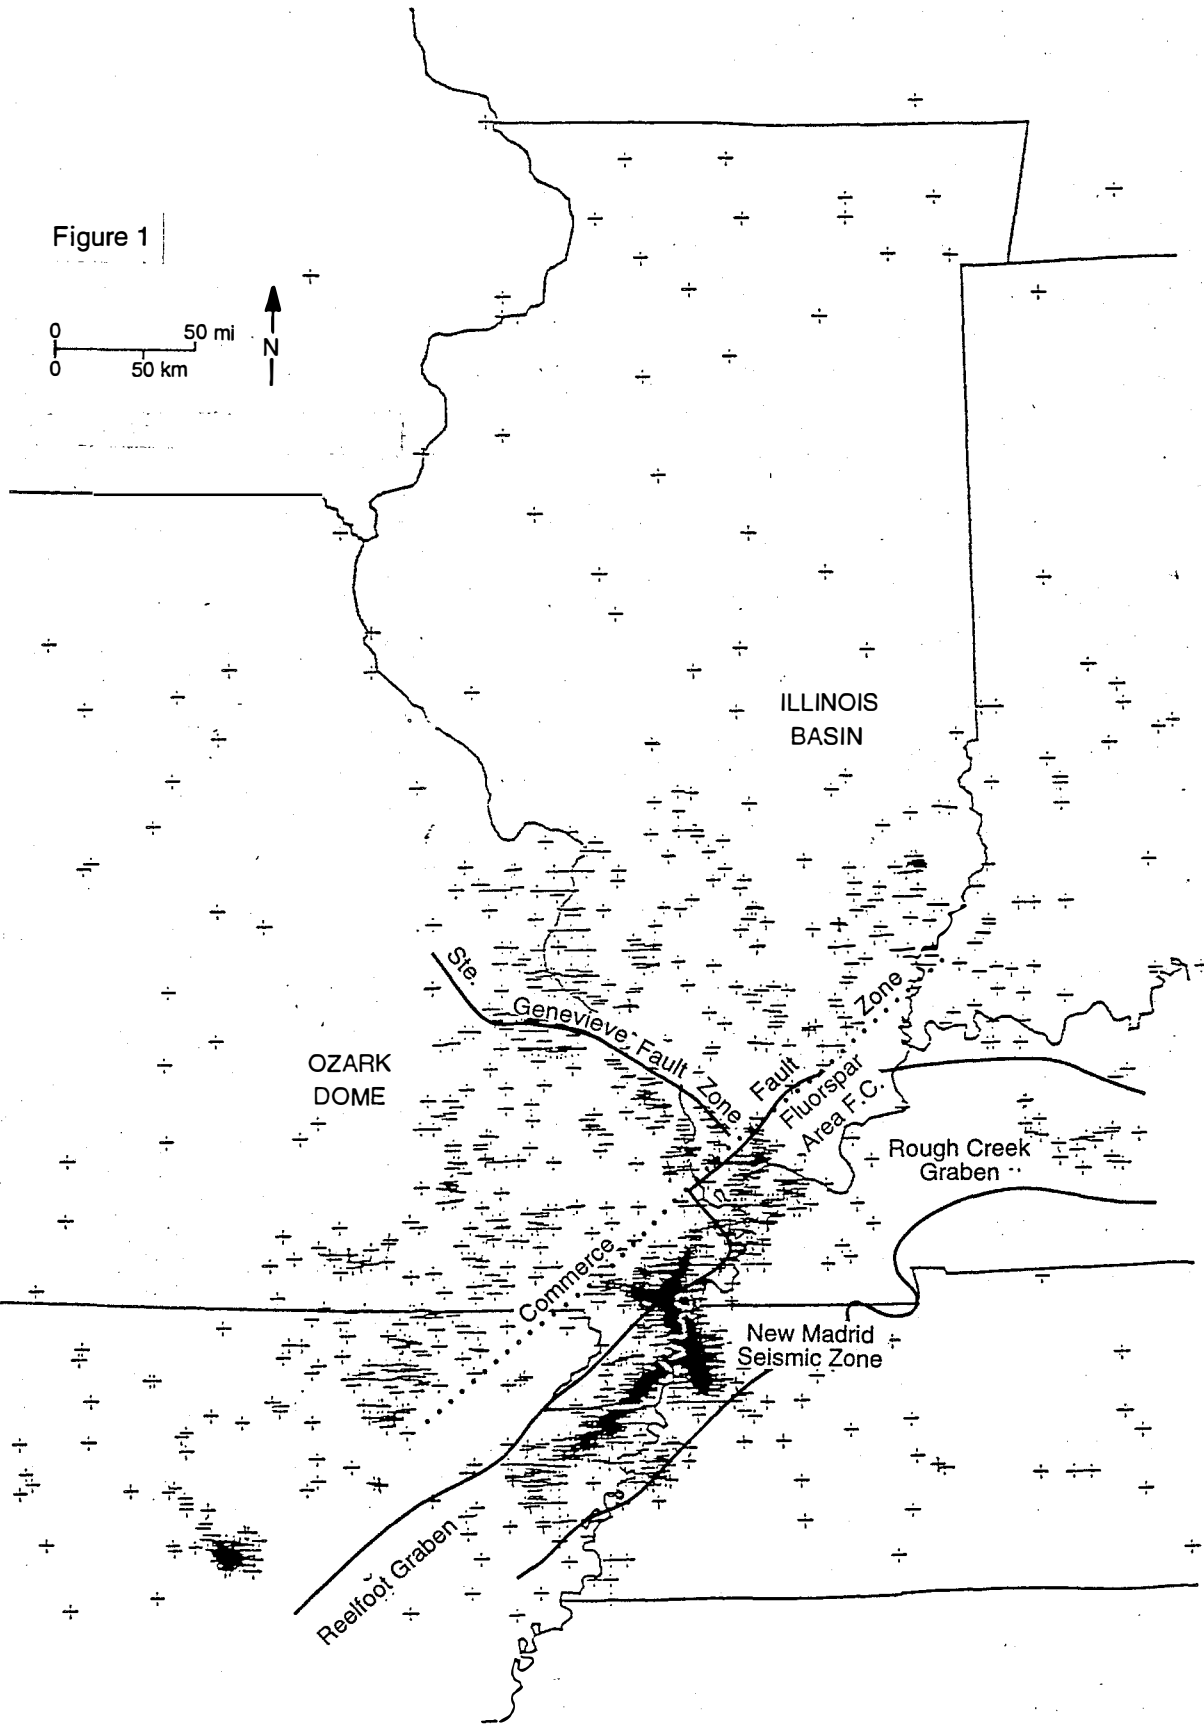 Figure 1
0 50 mi
0 50 km
N
ILLINOIS
BASIN
Ste.
Genevieve Fault Zone
OZARK
DOME
Commerce Fault Zone
Fluorspar
Area F.C.
Rough Creek
Graben
New Madrid
Seismic Zone
Reelfoot Graben